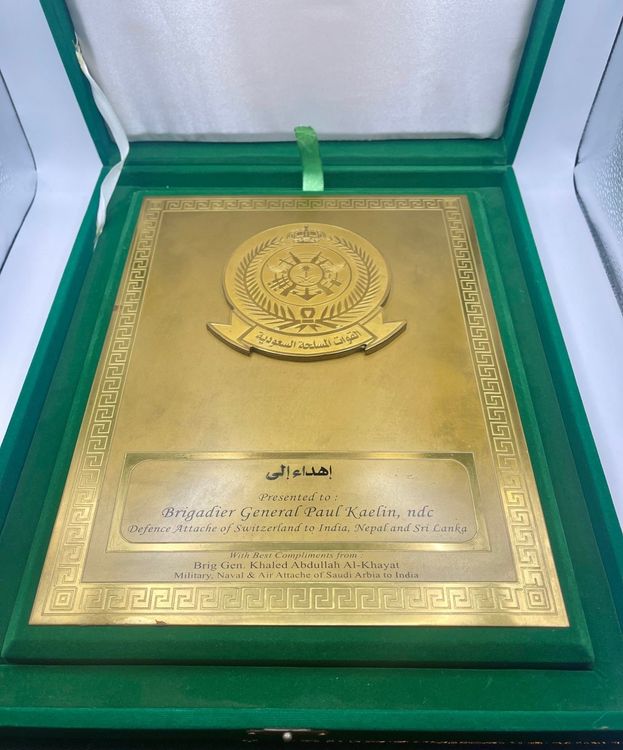 القوات المسلحة السعودية
إهداء إلى
Presented to :
Brigadier General Paul Kaelin, ndc
Defence Attache of Switzerland to India, Nepal and Sri Lanka
With Best Compliments from :
Brig Gen. Khaled Abdullah Al-Khayat
Military, Naval & Air Attache of Saudi Arbia to India